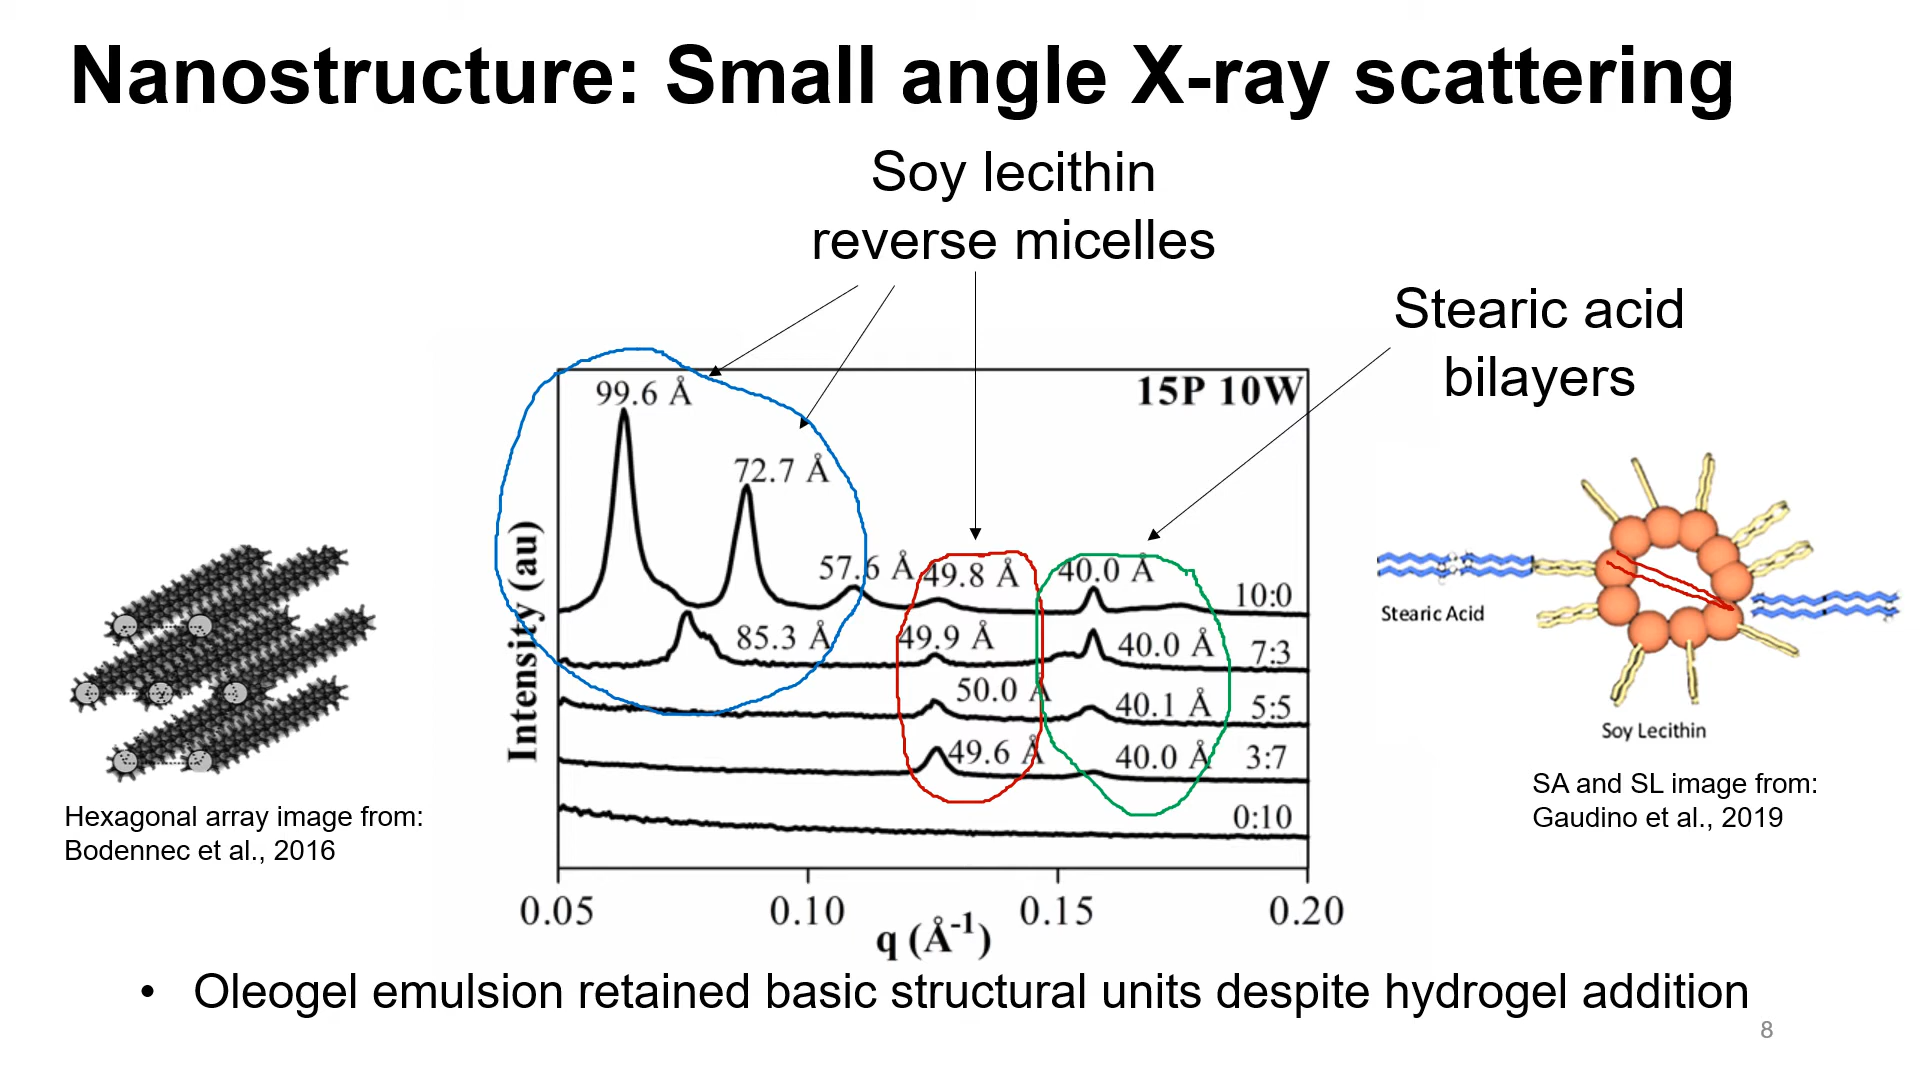 Nanostructure: Small angle X-ray scattering
Soy lecithin
reverse micelles
Stearic acid
bilayers
15P 10W
99.6 Å
72.7 Å
57.6 Å
49.8 Å
40.0 Å
10:0
85.3 Å
49.9 Å
40.0 Å
7:3
50.0 Å
40.1 Å
5:5
49.6 Å
40.0 Å
3:7
0:10
Intensity (au)
0.05
0.10
0.15
0.20
q (Å⁻¹)
Hexagonal array image from:
Bodennec et al., 2016
Stearic Acid
Soy Lecithin
SA and SL image from:
Gaudino et al., 2019
• Oleogel emulsion retained basic structural units despite hydrogel addition
8